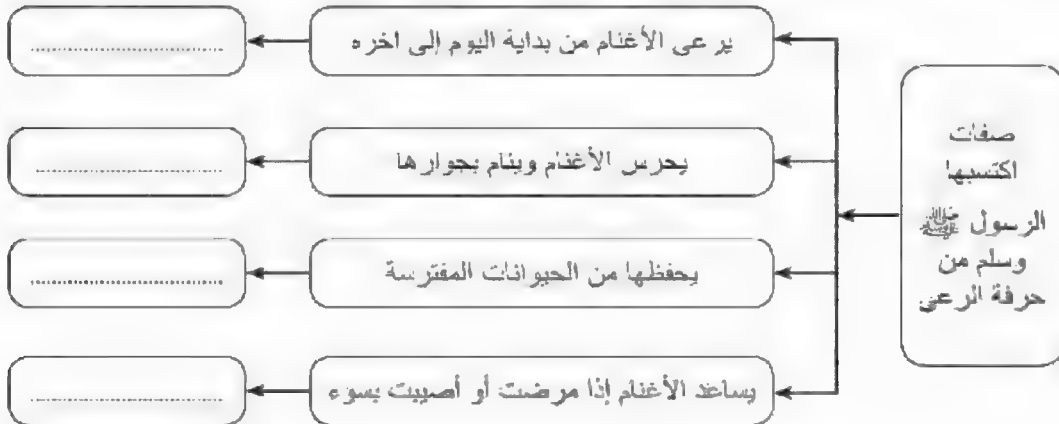 صفات
اكتسبها
الرسول ﷺ
وسلم من
حرفة الرعي
يرعى الأغنام من بداية اليوم إلى اخره
................................
يحرس الأغنام وينام بجوارها
................................
يحفظها من الحيوانات المفترسة
................................
يساعد الأغنام إذا مرضت أو أصيبت بسوء
................................